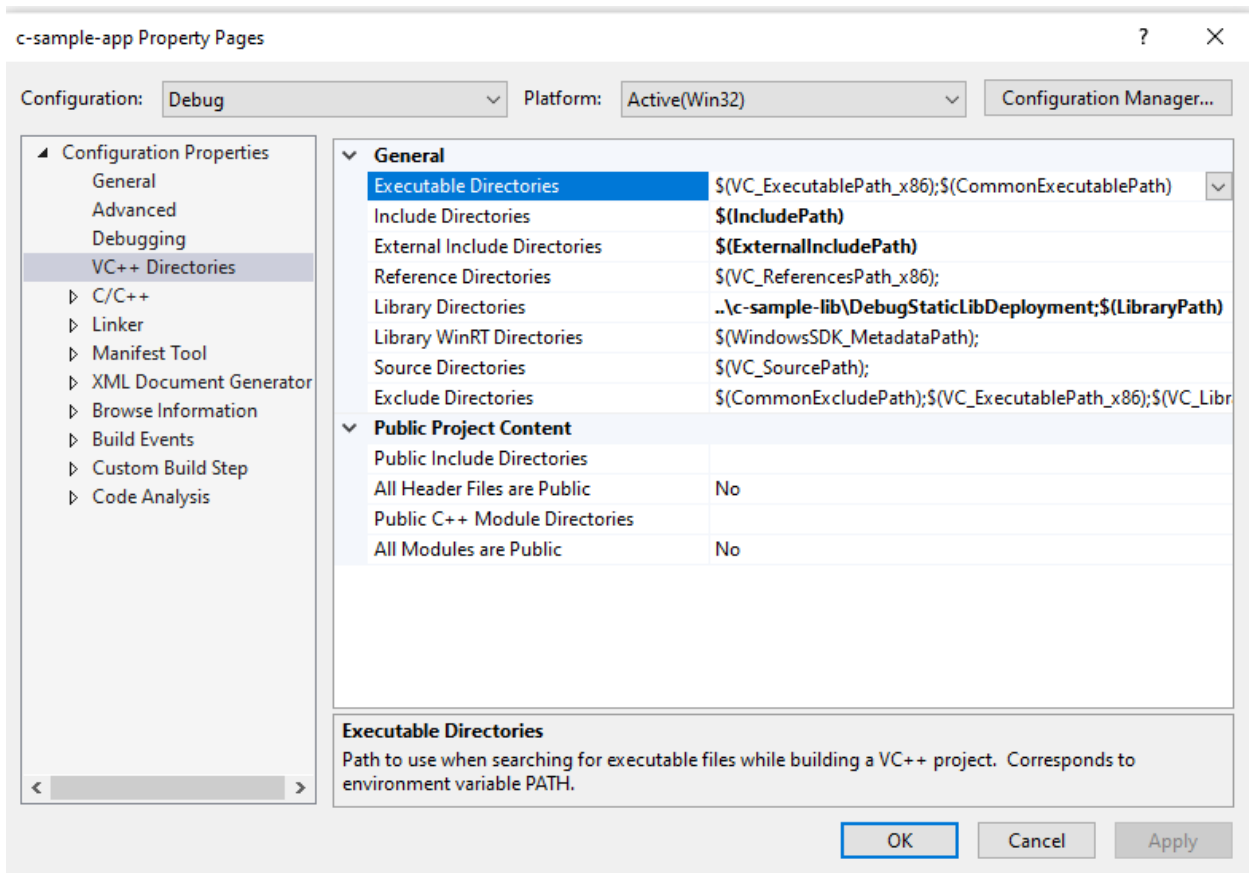 c-sample-app Property Pages ?
Configuration: Debug Platform: Active(Win32) Configuration Manager...
Configuration Properties
General
Advanced
Debugging
VC++ Directories
C/C++
Linker
Manifest Tool
XML Document Generator
Browse Information
Build Events
Custom Build Step
Code Analysis
General
Executable Directories $(VC_ExecutablePath_x86);$(CommonExecutablePath)
Include Directories $(IncludePath)
External Include Directories $(ExternalIncludePath)
Reference Directories $(VC_ReferencesPath_x86);
Library Directories ..\c-sample-lib\DebugStaticLibDeployment;$(LibraryPath)
Library WinRT Directories $(WindowsSDK_MetadataPath);
Source Directories $(VC_SourcePath);
Exclude Directories $(CommonExcludePath);$(VC_ExecutablePath_x86);$(VC_Libr
Public Project Content
Public Include Directories
All Header Files are Public No
Public C++ Module Directories
All Modules are Public No
Executable Directories
Path to use when searching for executable files while building a VC++ project.  Corresponds to
environment variable PATH.
OK Cancel Apply